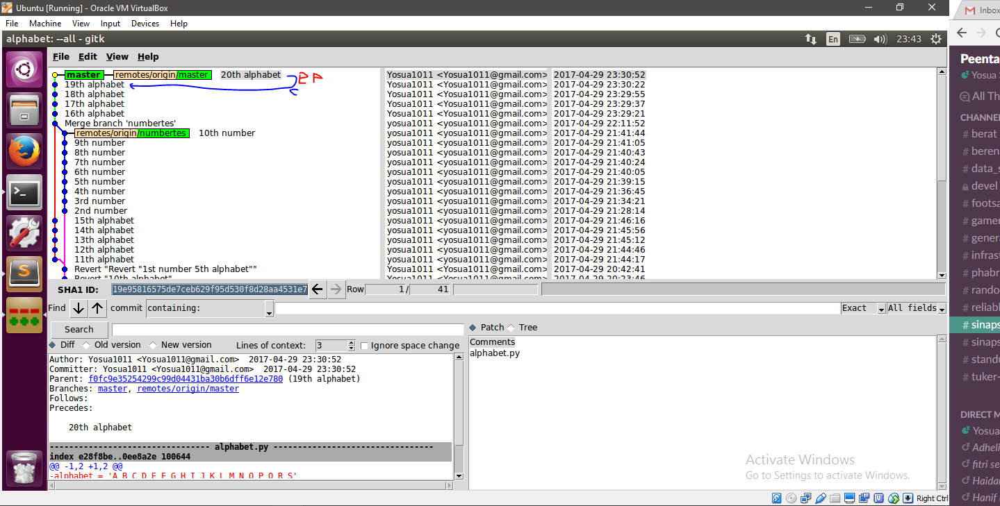 Ubuntu [Running] - Oracle VM VirtualBox
File Machine View Input Devices Help
alphabet: --all - gitk
En
23:43
File Edit View Help
master remotes/origin/master 20th alphabet Yosua1011 <Yosua1011@gmail.com> 2017-04-29 23:30:52
19th alphabet Yosua1011 <Yosua1011@gmail.com> 2017-04-29 23:30:22
18th alphabet Yosua1011 <Yosua1011@gmail.com> 2017-04-29 23:29:55
17th alphabet Yosua1011 <Yosua1011@gmail.com> 2017-04-29 23:29:37
16th alphabet Yosua1011 <Yosua1011@gmail.com> 2017-04-29 23:29:21
Merge branch 'numbertes' Yosua1011 <Yosua1011@gmail.com> 2017-04-29 22:11:52
remotes/origin/numbertes 10th number yosua1011 <Yosua1011@gmail.com> 2017-04-29 21:41:44
9th number yosua1011 <Yosua1011@gmail.com> 2017-04-29 21:41:05
8th number yosua1011 <Yosua1011@gmail.com> 2017-04-29 21:40:43
7th number yosua1011 <Yosua1011@gmail.com> 2017-04-29 21:40:24
6th number yosua1011 <Yosua1011@gmail.com> 2017-04-29 21:40:05
5th number yosua1011 <Yosua1011@gmail.com> 2017-04-29 21:39:15
4th number yosua1011 <Yosua1011@gmail.com> 2017-04-29 21:36:45
3rd number yosua1011 <Yosua1011@gmail.com> 2017-04-29 21:34:21
2nd number yosua1011 <Yosua1011@gmail.com> 2017-04-29 21:28:14
15th alphabet yosua1011 <Yosua1011@gmail.com> 2017-04-29 21:46:16
14th alphabet yosua1011 <Yosua1011@gmail.com> 2017-04-29 21:45:56
13th alphabet yosua1011 <Yosua1011@gmail.com> 2017-04-29 21:45:12
12th alphabet yosua1011 <Yosua1011@gmail.com> 2017-04-29 21:44:46
11th alphabet yosua1011 <Yosua1011@gmail.com> 2017-04-29 21:44:17
Revert "Revert "1st number 5th alphabet"" yosua1011 <Yosua1011@gmail.com> 2017-04-29 20:42:41
Revert "10th alphabet" Yosua1011 <Yosua1011@gmail.com> 2017-04-29 20:23:46
SHA1 ID: 19e95816575de7ceb629f95d530f8d28aa4531e7 Row 1 / 41
Find commit containing: Exact All fields
Search
Diff Old version New version Lines of context: 3 Ignore space change
Author: Yosua1011 <Yosua1011@gmail.com> 2017-04-29 23:30:52
Committer: Yosua1011 <Yosua1011@gmail.com> 2017-04-29 23:30:52
Parent: f0fc9e35254299c99d04431ba30b6dff6e12e780 (19th alphabet)
Branches: master, remotes/origin/master
Follows:
Precedes:
20th alphabet
alphabet.py
index e28f8be..0ee8a2e 100644
@@ -1,2 +1,2 @@
-alphabet = 'A B C D E F G H I J K L M N O P Q R S'
Patch Tree
Comments
alphabet.py
Activate Windows
Go to Settings to activate Windows.
Right Ctrl
Inbox
Peenta
Yosua
All Th
CHANNE
# berat
# beren
# data_s
devel
# footsa
# gamer
# gener
# infrast
# phabr
# rando
# reliabl
# sinaps
# sinaps
# standu
# tuker-
DIRECT M
Yosua
Adheli
fitri se
Haida
Hanif